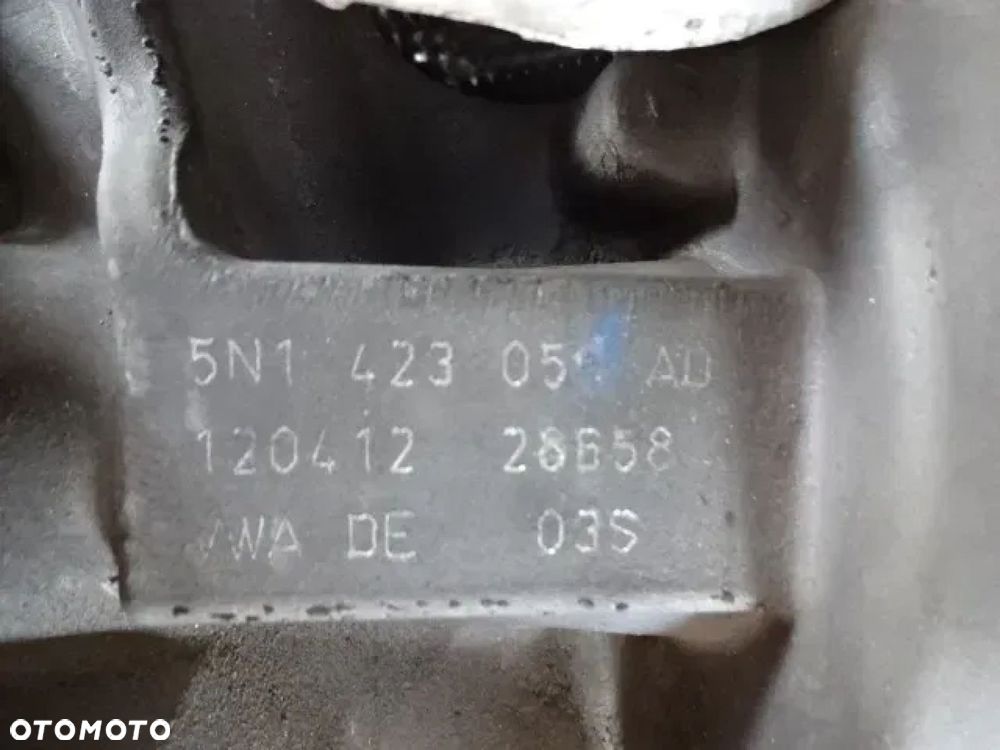 5N1 423 AD
120412
VWA DE 03S
OTOMOTO